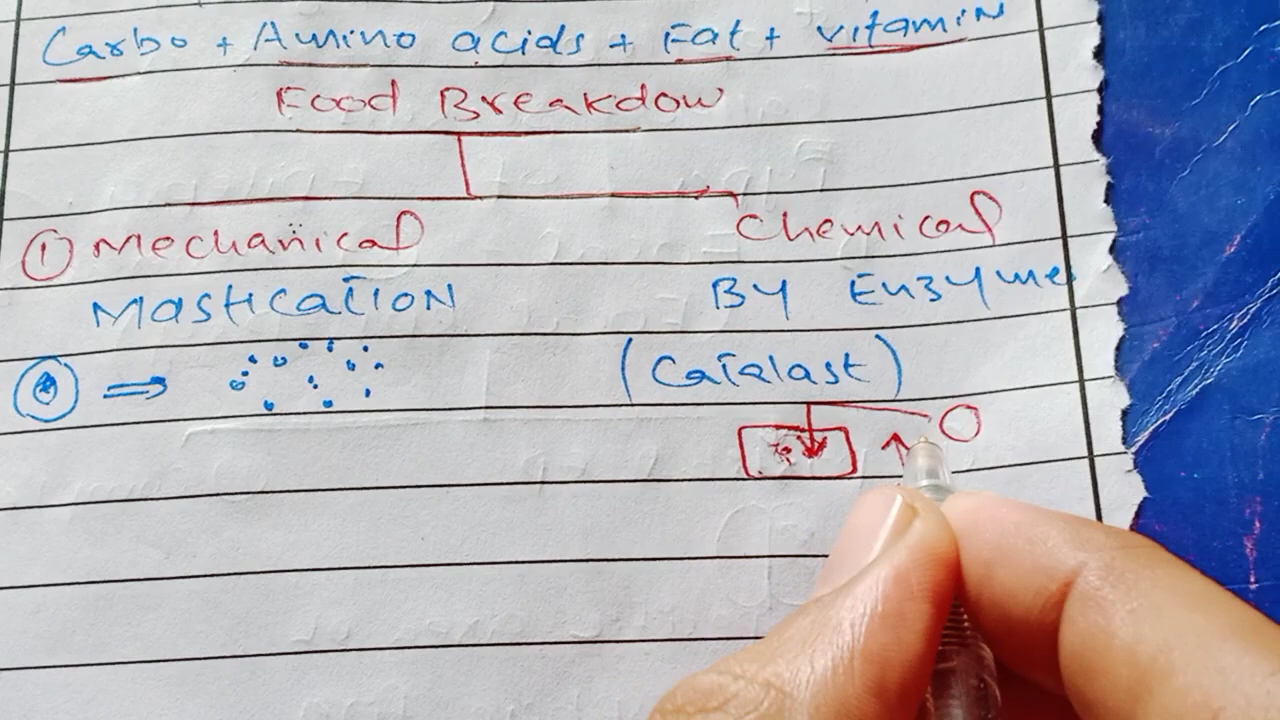 Carbo + Amino acids + Fat + vitamin
Food Breakdow
① Mechanical Chemical
Mastication By Enzyme
(Catalast)